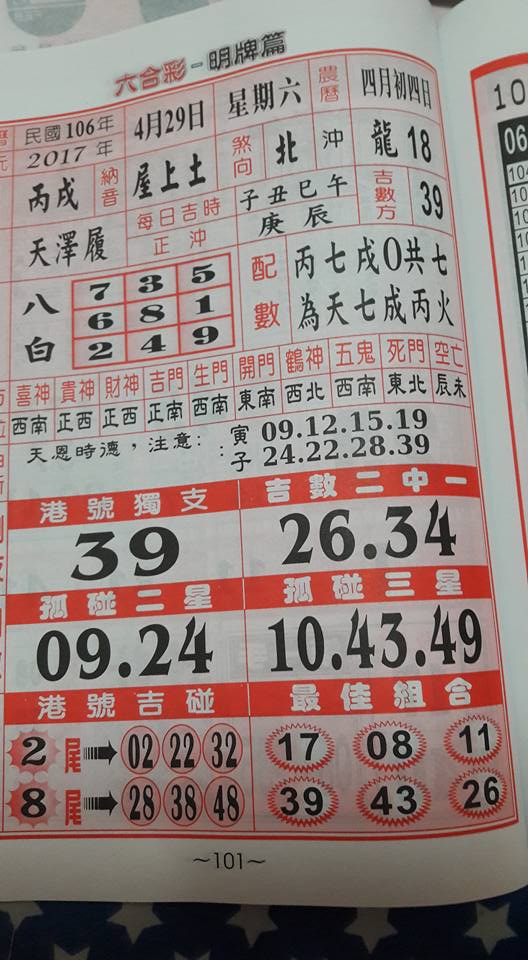 六合彩-明牌篇
民國106年 4月29日 星期六 農曆 四月初四日
2017年
丙戌 納音 屋上土 煞向 北 沖 龍18
天澤履 每日吉時 子丑巳午 吉數方 39
正沖 庚辰
八白 配數
7 3 5
6 8 1
2 4 9
丙七戌0共七
為天七成丙火
喜神 貴神 財神 吉門 生門 開門 鶴神 五鬼 死門 空亡
西南 正西 正西 正南 西南 東南 西北 西南 東北 辰未
天恩時德,注意:
寅:09.12.15.19
子:24.22.28.39
港號獨支 吉數二中一
39 26.34
孤碰二星 孤碰三星
09.24 10.43.49
港號吉碰 最佳組合
2尾 02 22 32 17 08 11
8尾 28 38 48 39 43 26
~101~
10
06